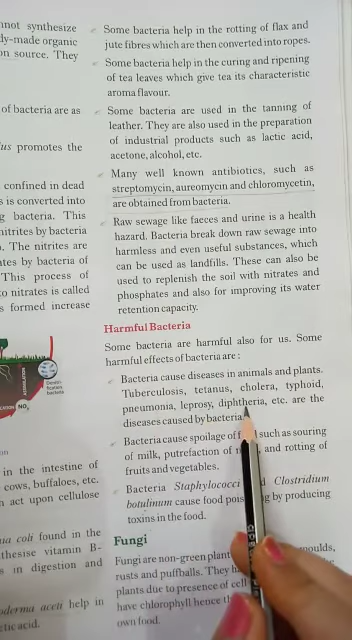 nnot synthesize
dy-made organic
on source. They
of bacteria are as
us promotes the
confined in dead
s is converted into
g bacteria. This
nitrites by bacteria
. The nitrites are
ates by bacteria of
This process of
o nitrates is called
s formed increase
NO₃
bacteria
on
in the intestine of
cows, buffaloes, etc.
n act upon cellulose
ua coli found in the
thesise vitamin B-
s in digestion and
oderma aceti help in
etic acid.
Some bacteria help in the rotting of flax and
jute fibres which are then converted into ropes.
Some bacteria help in the curing and ripening
of tea leaves which give tea its characteristic
aroma flavour.
Some bacteria are used in the tanning of
leather. They are also used in the preparation
of industrial products such as lactic acid,
acetone, alcohol, etc.
Many well known antibiotics, such as
streptomycin, aureomycin and chloromycetin,
are obtained from bacteria.
Raw sewage like faeces and urine is a health
hazard. Bacteria break down raw sewage into
harmless and even useful substances, which
can be used as landfills. These can also be
used to replenish the soil with nitrates and
phosphates and also for improving its water
retention capacity.
Harmful Bacteria
Some bacteria are harmful also for us. Some
harmful effects of bacteria are :
Bacteria cause diseases in animals and plants.
Tuberculosis, tetanus, cholera, typhoid,
pneumonia, leprosy, diphtheria, etc. are the
diseases caused by bacteria.
Bacteria cause spoilage of f such as souring
of milk, putrefaction of and rotting of
fruits and vegetables.
Bacteria Staphylococci d Clostridium
botulinum cause food pois g by producing
toxins in the food.
Fungi
Fungi are non-green plant oulds,
rusts and puffballs. They h
plants due to presence of cell
have chlorophyll hence th
own food.